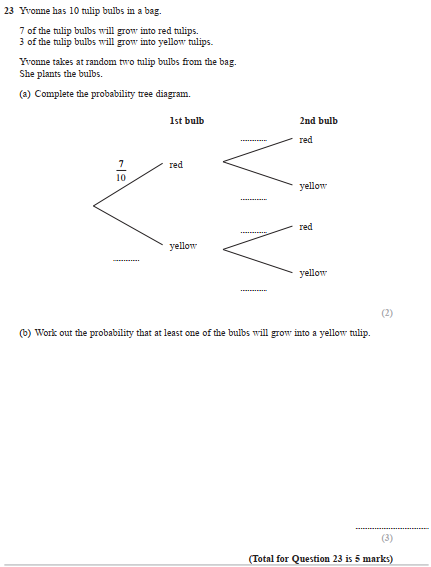 23 Yvonne has 10 tulip bulbs in a bag.
7 of the tulip bulbs will grow into red tulips.
3 of the tulip bulbs will grow into yellow tulips.
Yvonne takes at random two tulip bulbs from the bag.
She plants the bulbs.
(a) Complete the probability tree diagram.
1st bulb 2nd bulb
red
7
10
red
yellow
red
yellow
yellow
(2)
(b) Work out the probability that at least one of the bulbs will grow into a yellow tulip.
(3)
(Total for Question 23 is 5 marks)